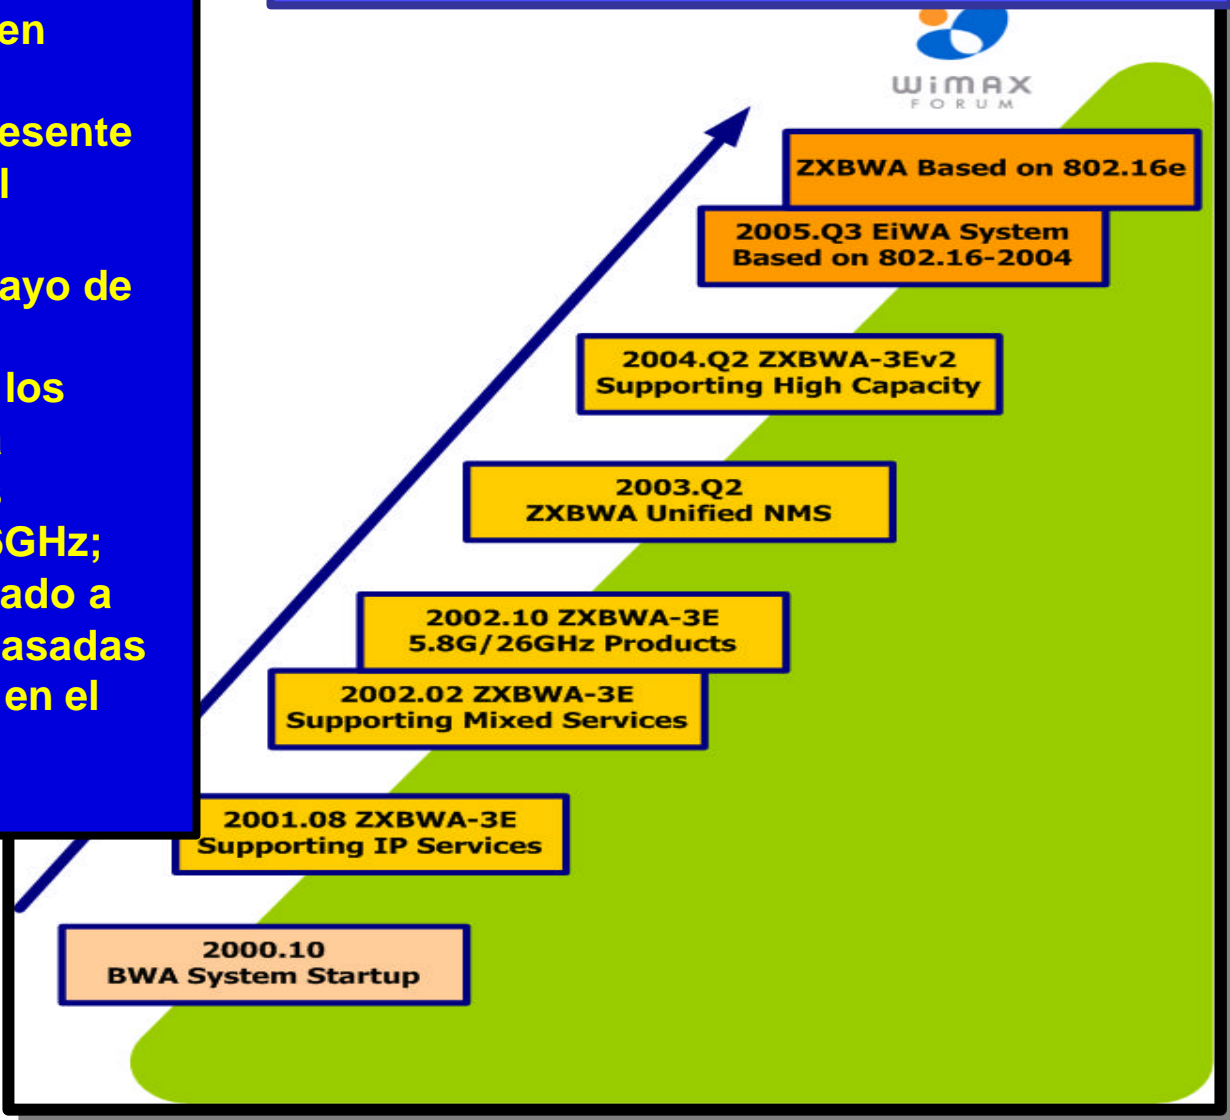 en
esente
l
ayo de
los
6GHz;
ado a
asadas
en el
WiMAX
FORUM
ZXBWA Based on 802.16e
2005.Q3 EiWA System
Based on 802.16-2004
2004.Q2 ZXBWA-3Ev2
Supporting High Capacity
2003.Q2
ZXBWA Unified NMS
2002.10 ZXBWA-3E
5.8G/26GHz Products
2002.02 ZXBWA-3E
Supporting Mixed Services
2001.08 ZXBWA-3E
Supporting IP Services
2000.10
BWA System Startup